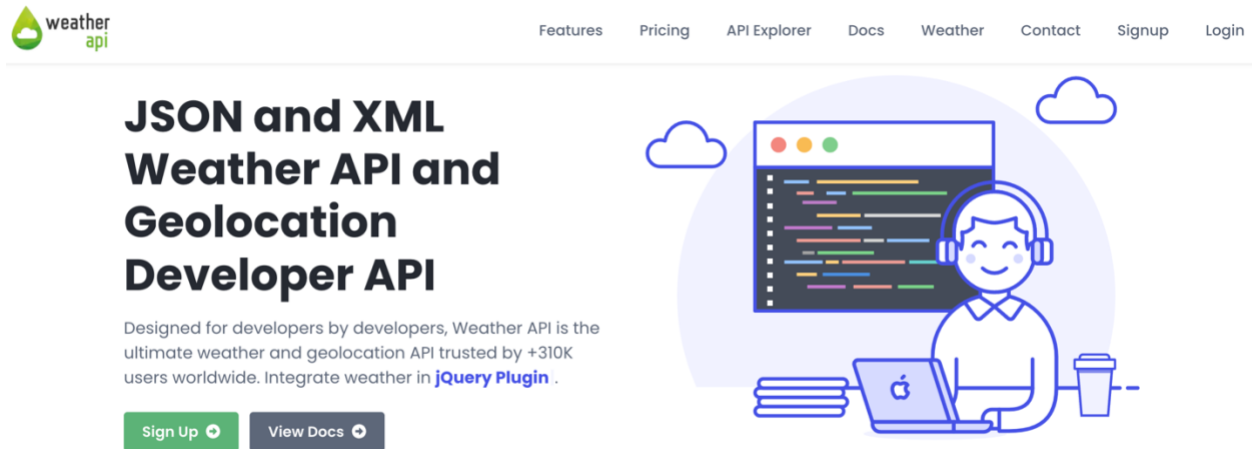 weather
api
Features
Pricing
API Explorer
Docs
Weather
Contact
Signup
Login
JSON and XML
Weather API and
Geolocation
Developer API
Designed for developers by developers, Weather API is the
ultimate weather and geolocation API trusted by +310K
users worldwide. Integrate weather in jQuery Plugin .
Sign Up
View Docs